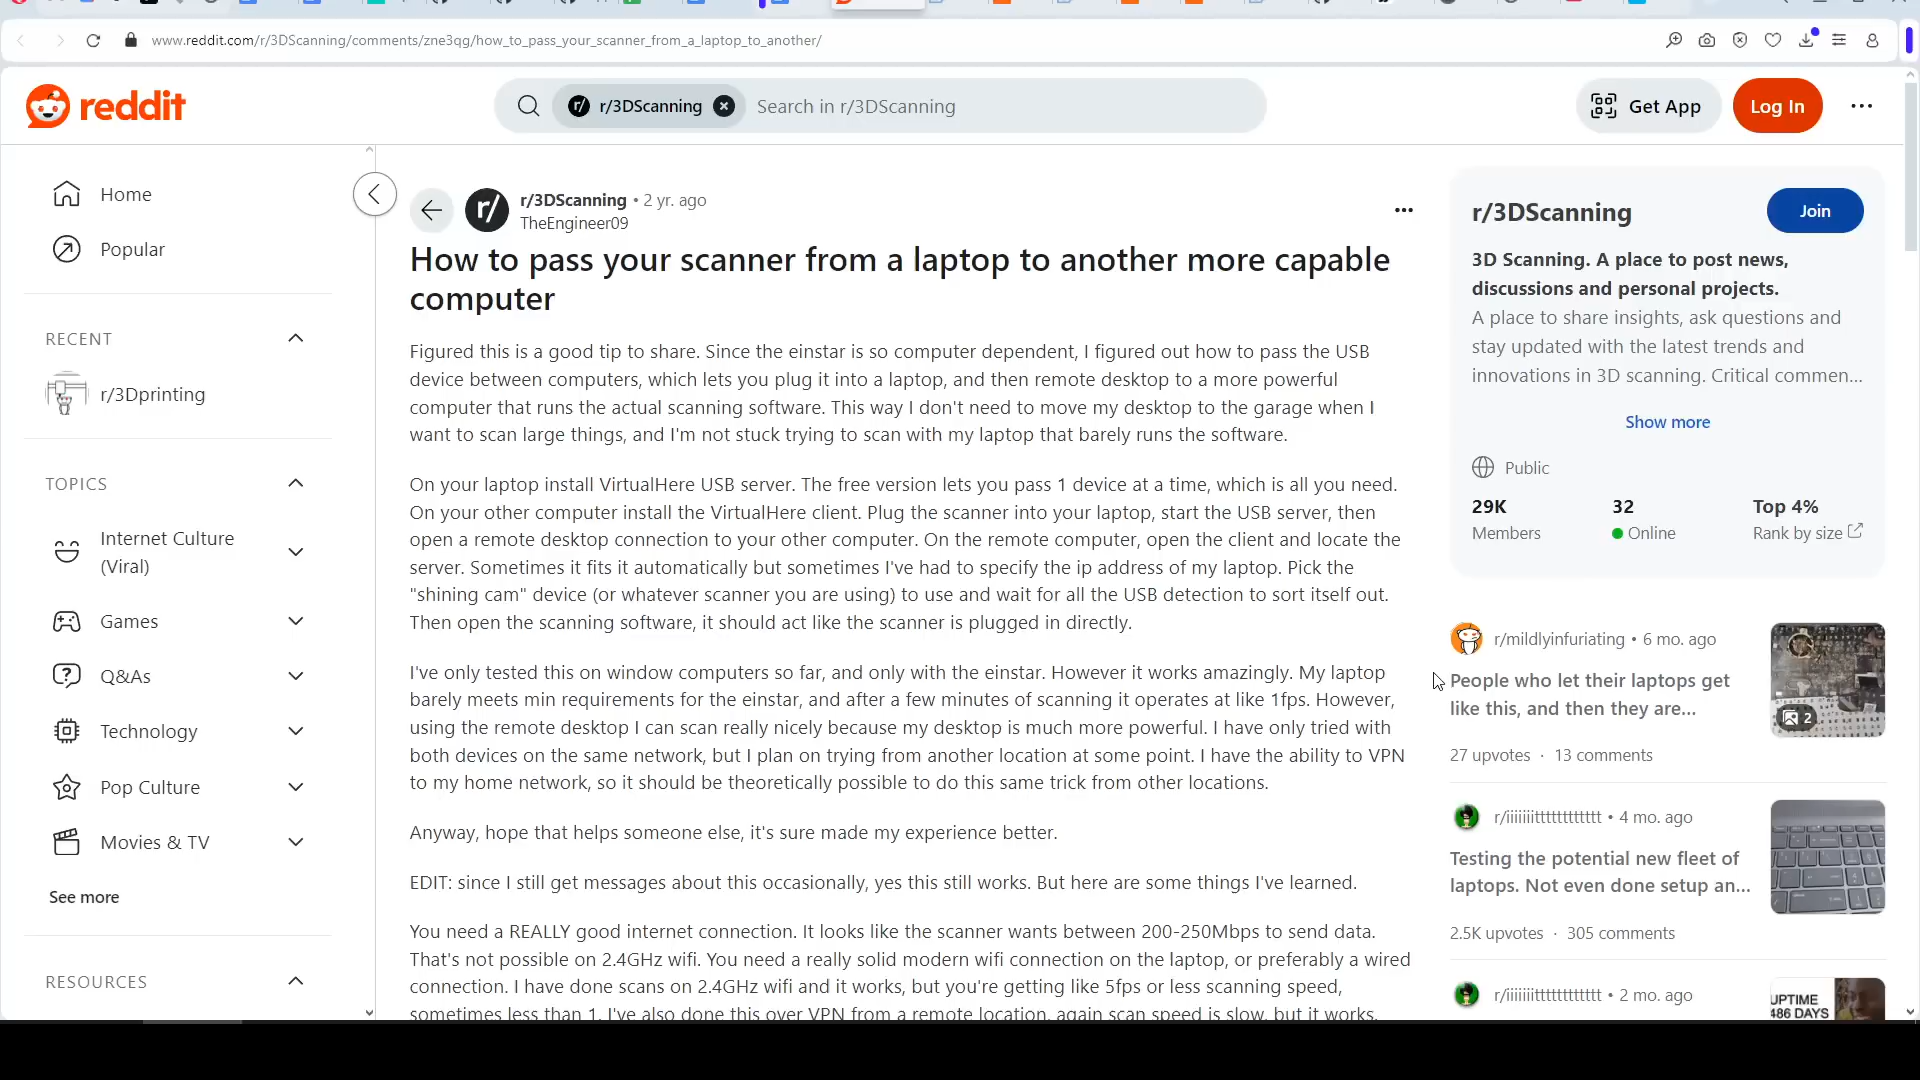 www.reddit.com/r/3DScanning/comments/zne3qg/how_to_pass_your_scanner_from_a_laptop_to_another/
reddit
r/3DScanning
Search in r/3DScanning
Get App
Log In
Home
Popular
RECENT
r/3Dprinting
TOPICS
Internet Culture
(Viral)
Games
Q&As
Technology
Pop Culture
Movies & TV
See more
RESOURCES
r/3DScanning • 2 yr. ago
TheEngineer09
How to pass your scanner from a laptop to another more capable
computer
Figured this is a good tip to share. Since the einstar is so computer dependent, I figured out how to pass the USB
device between computers, which lets you plug it into a laptop, and then remote desktop to a more powerful
computer that runs the actual scanning software. This way I don't need to move my desktop to the garage when I
want to scan large things, and I'm not stuck trying to scan with my laptop that barely runs the software.
On your laptop install VirtualHere USB server. The free version lets you pass 1 device at a time, which is all you need.
On your other computer install the VirtualHere client. Plug the scanner into your laptop, start the USB server, then
open a remote desktop connection to your other computer. On the remote computer, open the client and locate the
server. Sometimes it fits it automatically but sometimes I've had to specify the ip address of my laptop. Pick the
"shining cam" device (or whatever scanner you are using) to use and wait for all the USB detection to sort itself out.
Then open the scanning software, it should act like the scanner is plugged in directly.
I've only tested this on window computers so far, and only with the einstar. However it works amazingly. My laptop
barely meets min requirements for the einstar, and after a few minutes of scanning it operates at like 1fps. However,
using the remote desktop I can scan really nicely because my desktop is much more powerful. I have only tried with
both devices on the same network, but I plan on trying from another location at some point. I have the ability to VPN
to my home network, so it should be theoretically possible to do this same trick from other locations.
Anyway, hope that helps someone else, it's sure made my experience better.
EDIT: since I still get messages about this occasionally, yes this still works. But here are some things I've learned.
You need a REALLY good internet connection. It looks like the scanner wants between 200-250Mbps to send data.
That's not possible on 2.4GHz wifi. You need a really solid modern wifi connection on the laptop, or preferably a wired
connection. I have done scans on 2.4GHz wifi and it works, but you're getting like 5fps or less scanning speed,
sometimes less than 1. I've also done this over VPN from a remote location, again scan speed is slow, but it works.
r/3DScanning
Join
3D Scanning. A place to post news,
discussions and personal projects.
A place to share insights, ask questions and
stay updated with the latest trends and
innovations in 3D scanning. Critical commen...
Show more
Public
29K
32
Top 4%
Members
Online
Rank by size
r/mildlyinfuriating • 6 mo. ago
People who let their laptops get
like this, and then they are...
2
27 upvotes · 13 comments
r/iiiiiiitttttttttttt • 4 mo. ago
Testing the potential new fleet of
laptops. Not even done setup an...
2.5K upvotes · 305 comments
r/iiiiiiitttttttttttt • 2 mo. ago
UPTIME
486 DAYS